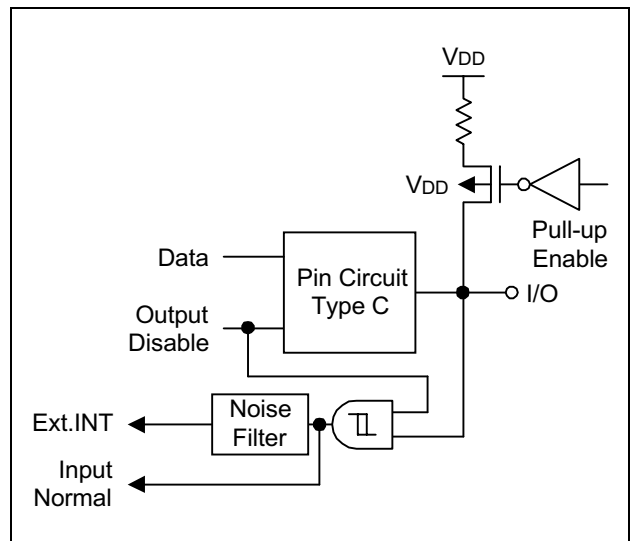 VDD
VDD
Pull-up
Enable
Data
Pin Circuit
Type C
I/O
Output
Disable
Ext.INT
Noise
Filter
Input
Normal